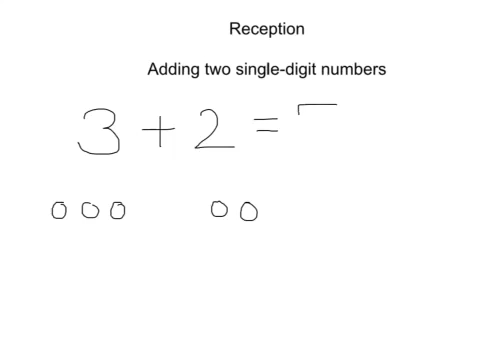 Reception
Adding two single-digit numbers
3 + 2 =